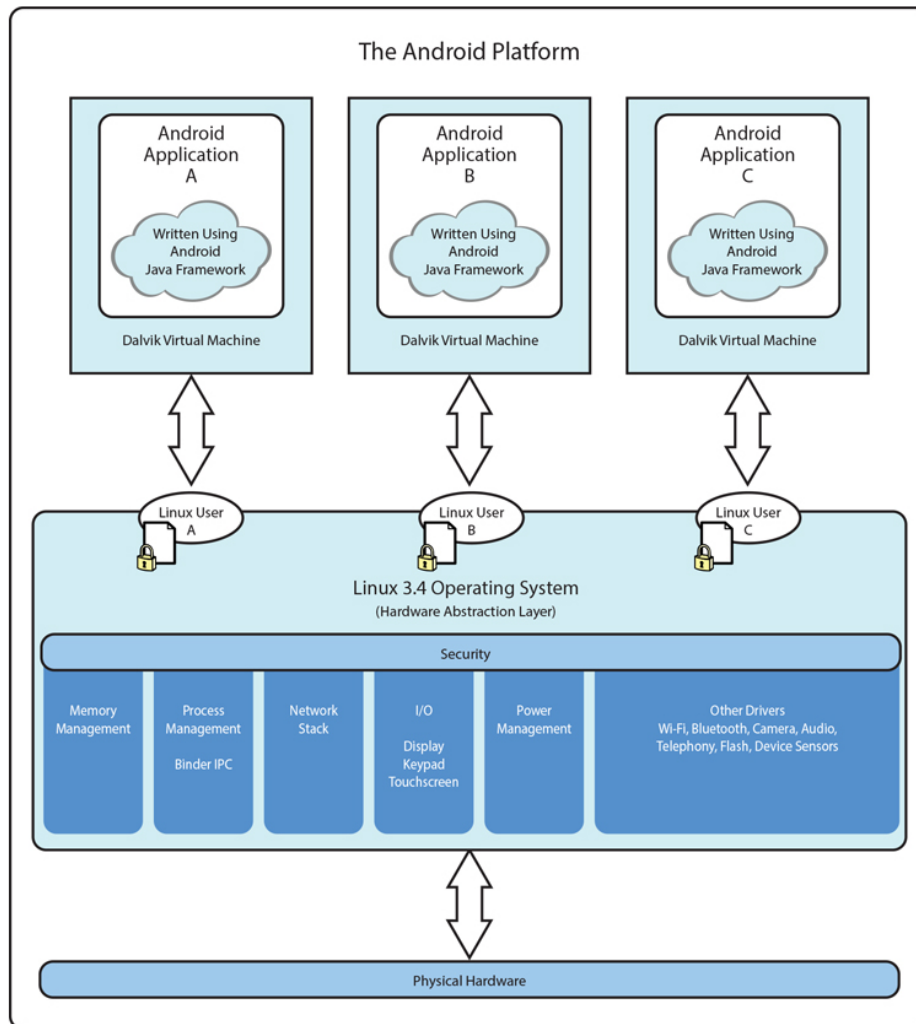 The Android Platform
Android
Application
A
Written Using
Android
Java Framework
Dalvik Virtual Machine
Android
Application
B
Written Using
Android
Java Framework
Dalvik Virtual Machine
Android
Application
C
Written Using
Android
Java Framework
Dalvik Virtual Machine
Linux User
A
Linux User
B
Linux User
C
Linux 3.4 Operating System
(Hardware Abstraction Layer)
Security
Memory
Management
Process
Management
Binder IPC
Network
Stack
I/O
Display
Keypad
Touchscreen
Power
Management
Other Drivers
Wi-Fi, Bluetooth, Camera, Audio,
Telephony, Flash, Device Sensors
Physical Hardware